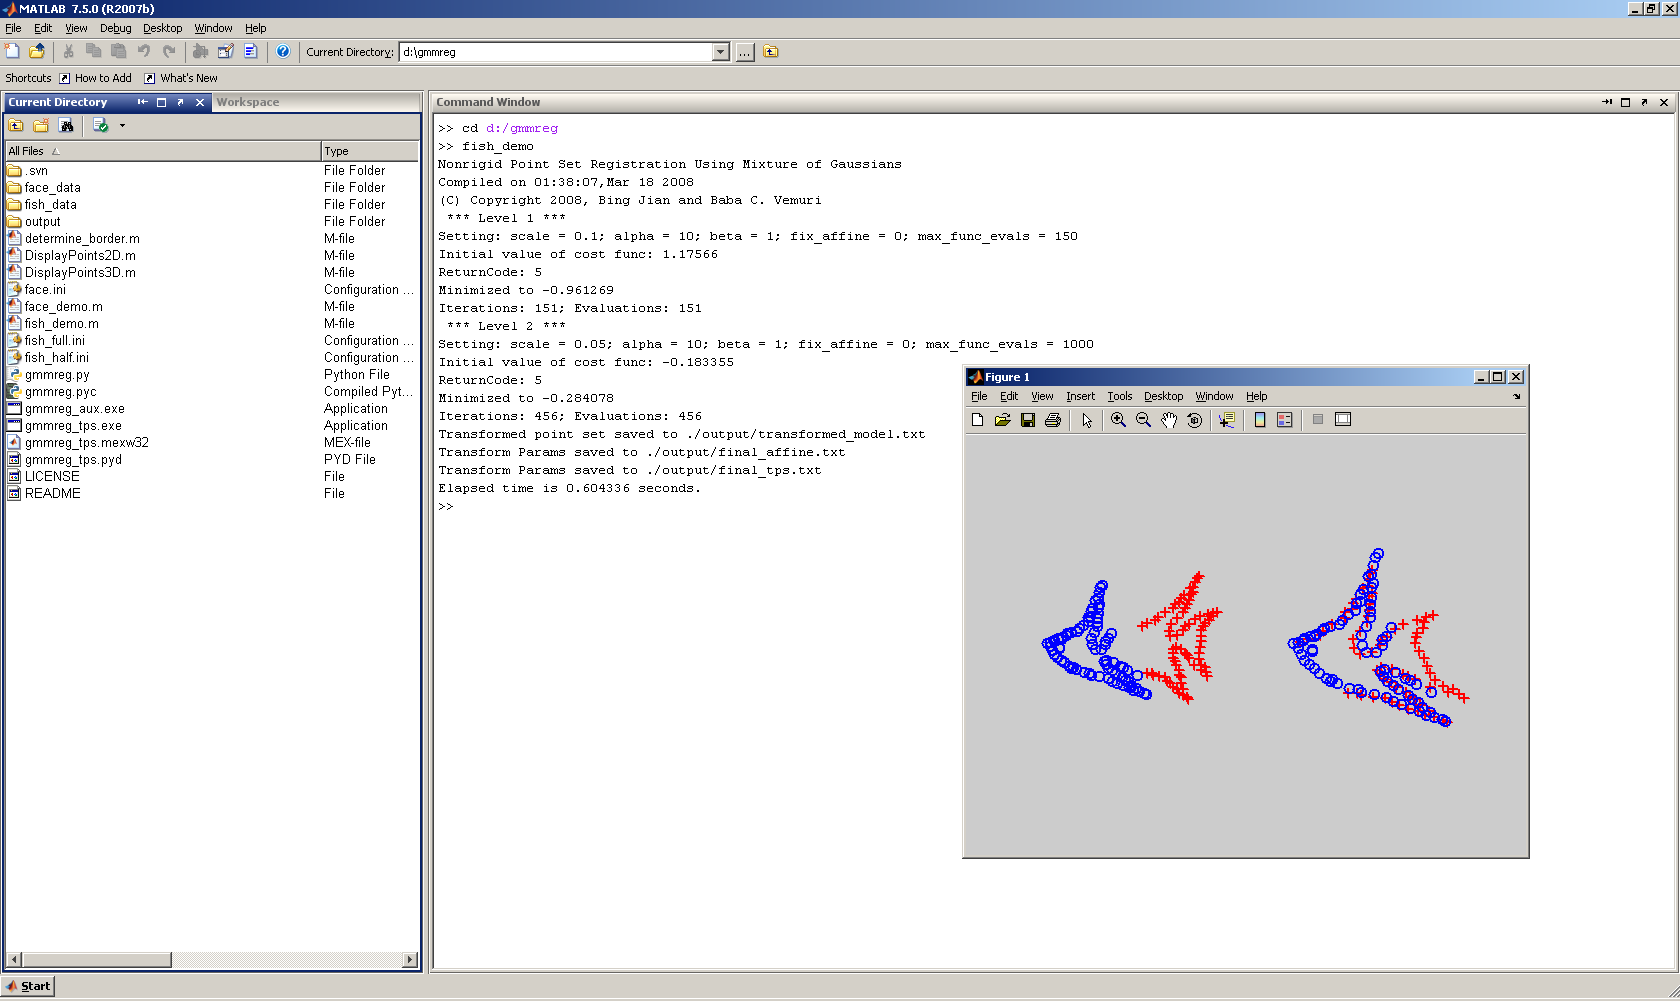 MATLAB 7.5.0 (R2007b)
File Edit View Debug Desktop Window Help
Current Directory: d:\gmmreg ...
Shortcuts How to Add What's New
Current Directory Workspace
All Files Type
.svn File Folder
face_data File Folder
fish_data File Folder
output File Folder
determine_border.m M-file
DisplayPoints2D.m M-file
DisplayPoints3D.m M-file
face.ini Configuration ...
face_demo.m M-file
fish_demo.m M-file
fish_full.ini Configuration ...
fish_half.ini Configuration ...
gmmreg.py Python File
gmmreg.pyc Compiled Pyt...
gmmreg_aux.exe Application
gmmreg_tps.exe Application
gmmreg_tps.mexw32 MEX-file
gmmreg_tps.pyd PYD File
LICENSE File
README File
Command Window
>> cd d:/gmmreg
>> fish_demo
Nonrigid Point Set Registration Using Mixture of Gaussians
Compiled on 01:38:07,Mar 18 2008
(C) Copyright 2008, Bing Jian and Baba C. Vemuri
*** Level 1 ***
Setting: scale = 0.1; alpha = 10; beta = 1; fix_affine = 0; max_func_evals = 150
Initial value of cost func: 1.17566
ReturnCode: 5
Minimized to -0.961269
Iterations: 151; Evaluations: 151
*** Level 2 ***
Setting: scale = 0.05; alpha = 10; beta = 1; fix_affine = 0; max_func_evals = 1000
Initial value of cost func: -0.183355
ReturnCode: 5
Minimized to -0.284078
Iterations: 456; Evaluations: 456
Transformed point set saved to ./output/transformed_model.txt
Transform Params saved to ./output/final_affine.txt
Transform Params saved to ./output/final_tps.txt
Elapsed time is 0.604336 seconds.
>>
Figure 1
File Edit View Insert Tools Desktop Window Help
Start